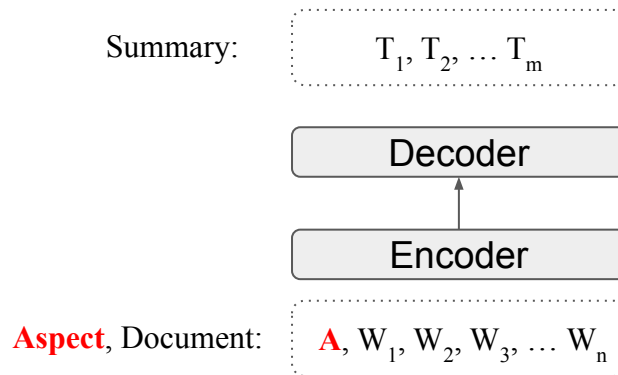 Summary: T₁, T₂, … Tₘ
Decoder
Encoder
Aspect, Document: A, W₁, W₂, W₃, … Wₙ